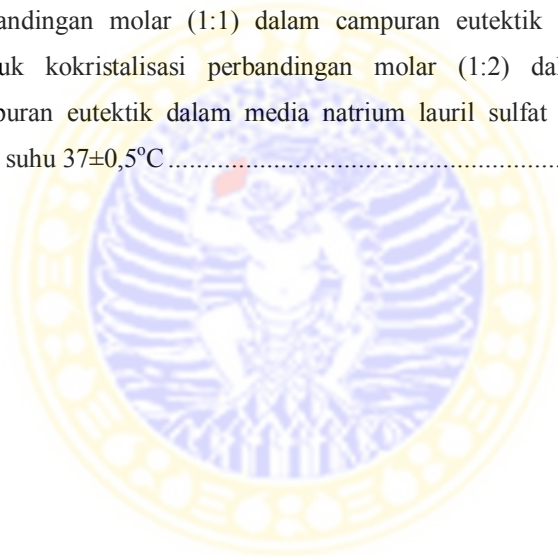 andingan molar (1:1) dalam campuran eutektik
uk kokristalisasi perbandingan molar (1:2) dal
puran eutektik dalam media natrium lauril sulfat
suhu 37±0,5°C.......................................................